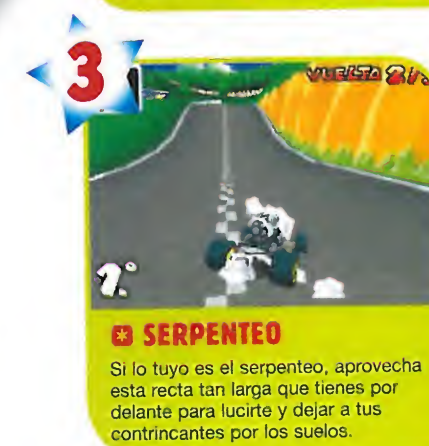 3
VUELTA 2/
1º
SERPENTEO
Si lo tuyo es el serpenteo, aprovecha
esta recta tan larga que tienes por
delante para lucirte y dejar a tus
contrincantes por los suelos.